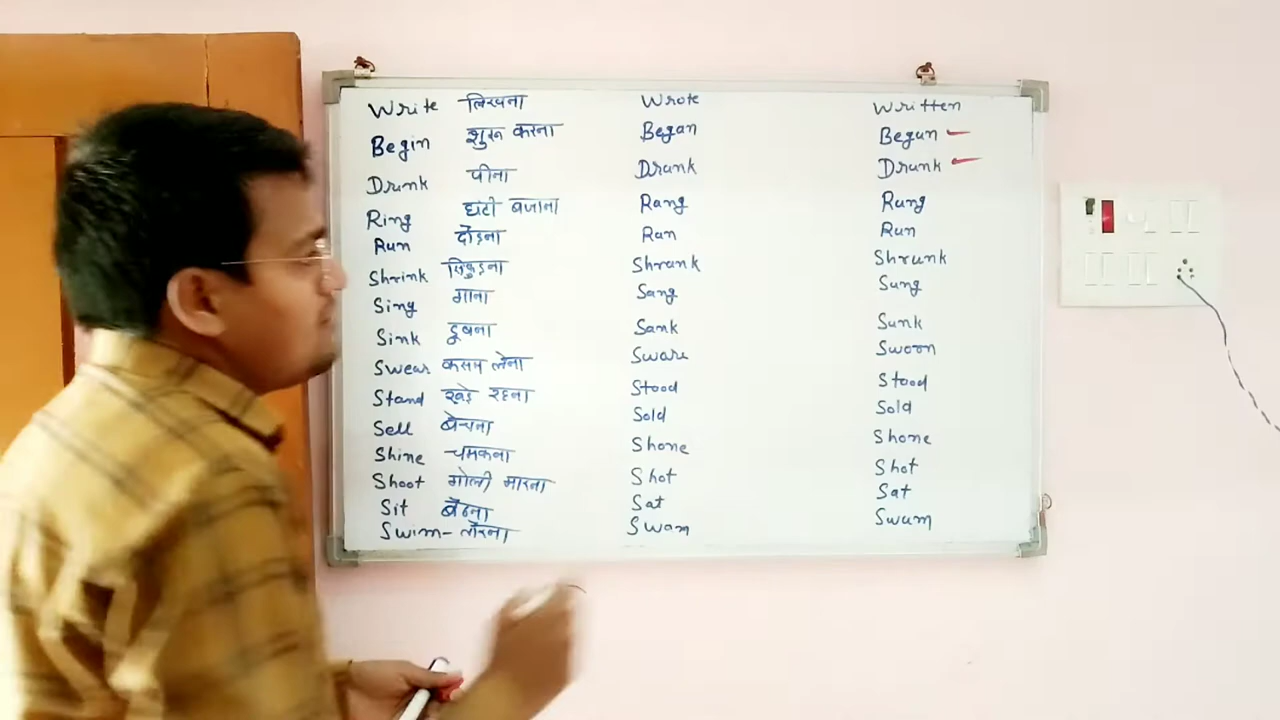 Write लिखना Wrote Written
Begin शुरू करना Began Begun
Drunk पीना Drank Drunk
Ring घंटी बजाना Rang Rung
Run दौड़ना Ran Run
Shrink सिकुड़ना Shrank Shrunk
Sing गाना Sang Sung
Sink डूबना Sank Sunk
Swear कसम लेना Sware Sworn
Stand खड़े रहना Stood Stood
Sell बेचना Sold Sold
Shine चमकना Shone Shone
Shoot गोली मारना Shot Shot
Sit बैठना Sat Sat
Swim - तैरना Swam Swum